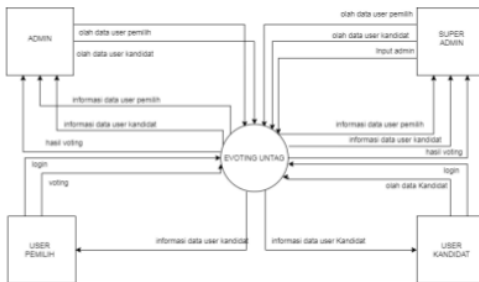 olah data user pemilih
olah data user pemilih
ADMIN
olah data user kandidat
SUPER
ADMIN
olah data user kandidat
Input admin
informasi data user pemilih
informasi data user pemilih
informasi data user kandidat
informasi data user kandidat
hasil voting
EVOTING UNTAG
hasil voting
login
login
voting
olah data Kandidat
USER
PEMILIH
informasi data user kandidat
informasi data user Kandidat
USER
KANDIDAT